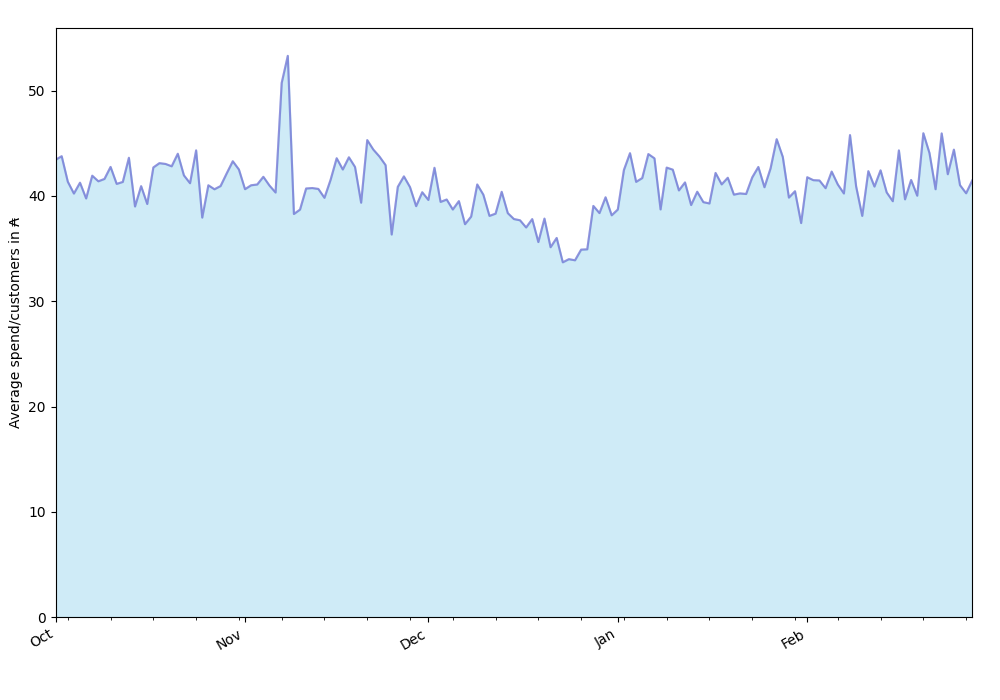 50
40
30
20
10
0
Average spend/customers in ₳
Oct
Nov
Dec
Jan
Feb